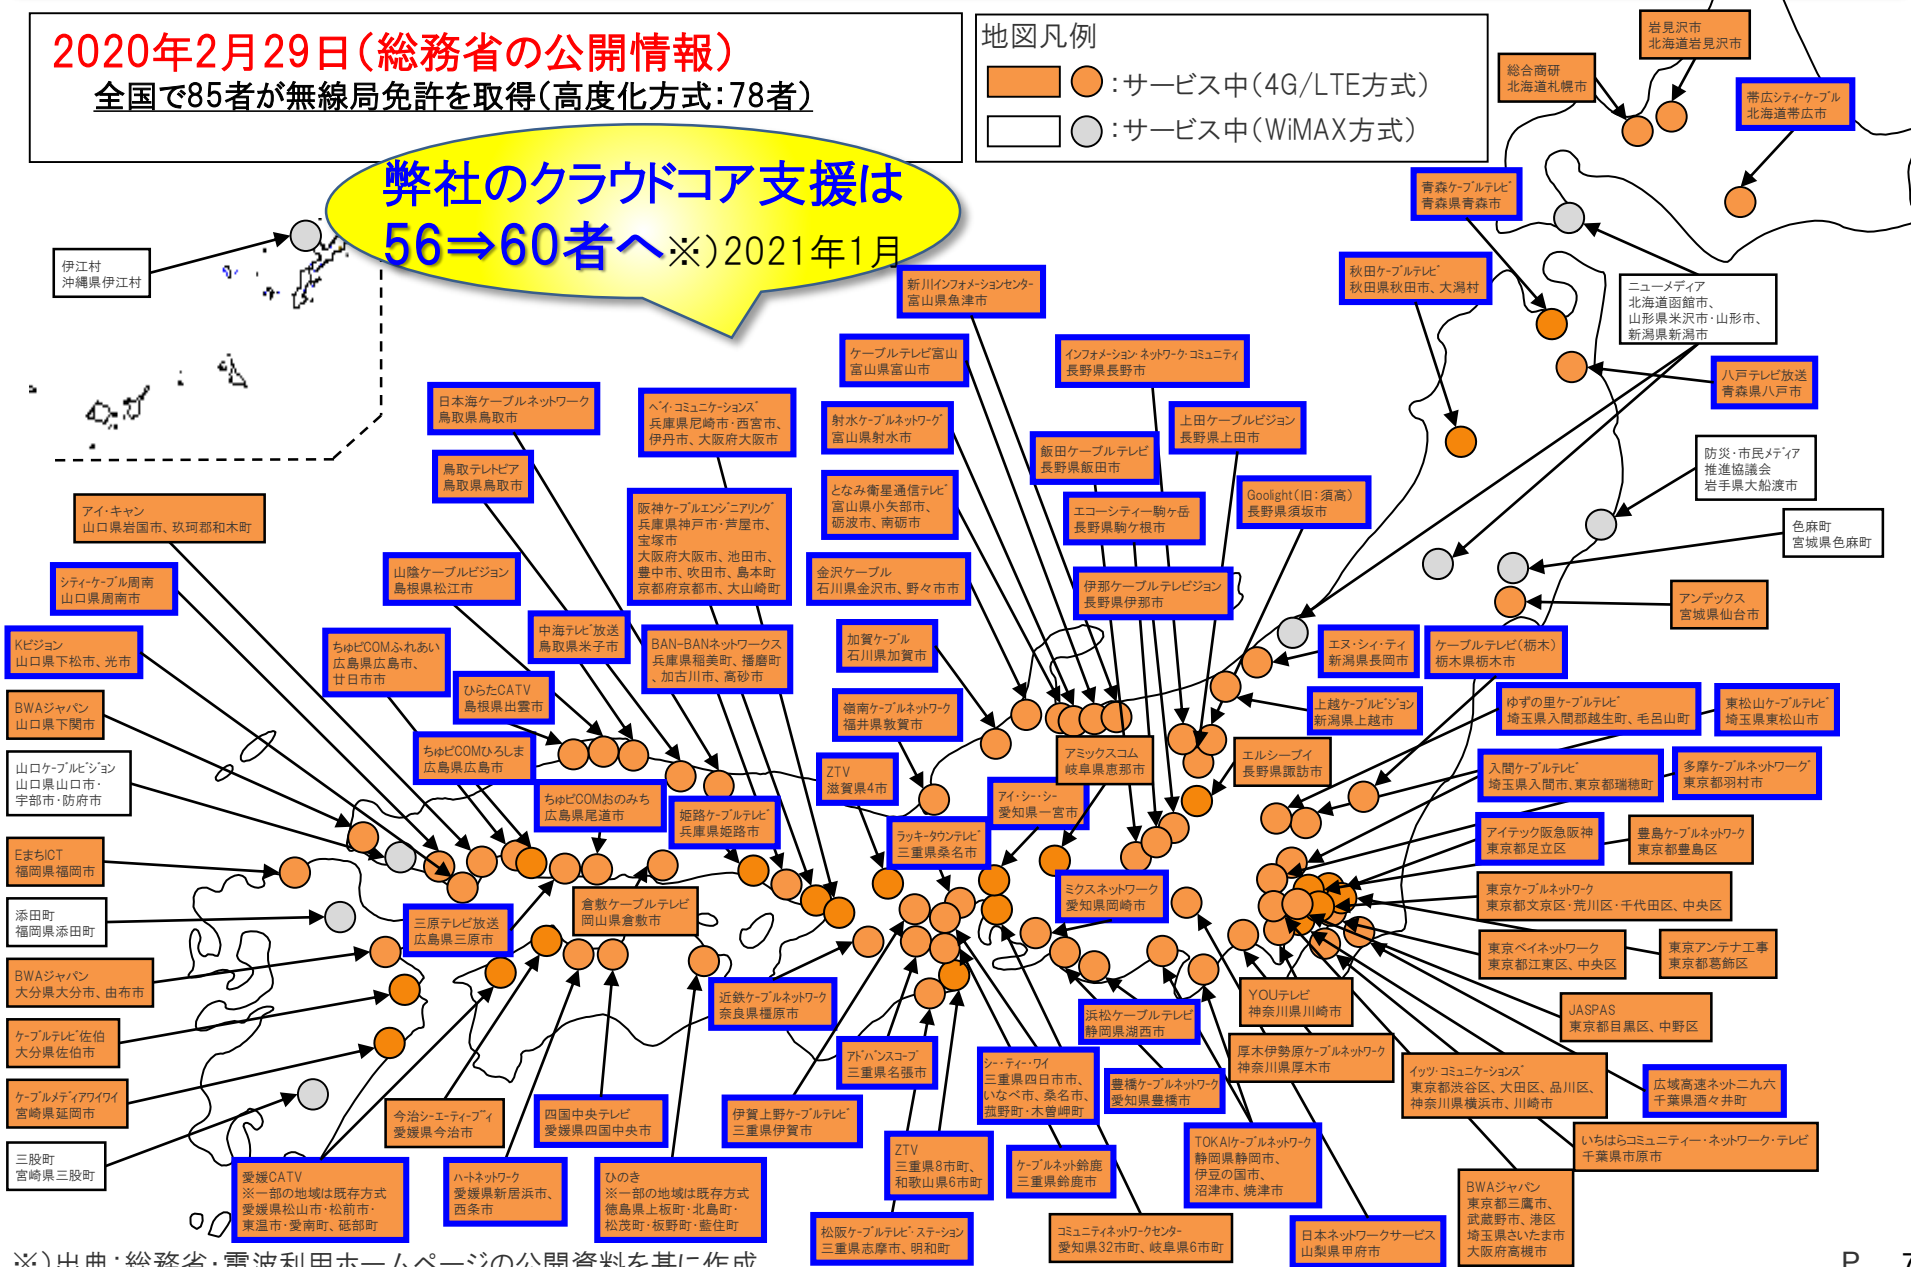 2020年2月29日(総務省の公開情報)
全国で85者が無線局免許を取得(高度化方式:78者)
地図凡例
:サービス中(4G/LTE方式)
:サービス中(WiMAX方式)
弊社のクラウドコア支援は
56⇒60者へ※)2021年1月
岩見沢市
北海道岩見沢市
総合商研
北海道札幌市
帯広シティーケーブル
北海道帯広市
青森ケーブルテレビ
青森県青森市
伊江村
沖縄県伊江村
新川インフォメーションセンター
富山県魚津市
秋田ケーブルテレビ
秋田県秋田市、大潟村
ニューメディア
北海道函館市、
山形県米沢市・山形市、
新潟県新潟市
ケーブルテレビ富山
富山県富山市
インフォメーション・ネットワーク・コミュニティ
長野県長野市
八戸テレビ放送
青森県八戸市
日本海ケーブルネットワーク
鳥取県鳥取市
ベイ・コミュニケーションズ
兵庫県尼崎市・西宮市、
伊丹市、大阪府大阪市
射水ケーブルネットワーク
富山県射水市
上田ケーブルビジョン
長野県上田市
飯田ケーブルテレビ
長野県飯田市
防災・市民メディア
推進協議会
岩手県大船渡市
鳥取テレトピア
鳥取県鳥取市
となみ衛星通信テレビ
富山県小矢部市、
砺波市、南砺市
Goolight(旧:須高)
長野県須坂市
アイ・キャン
山口県岩国市、玖珂郡和木町
阪神ケーブルエンジニアリング
兵庫県神戸市・芦屋市、
宝塚市
大阪府大阪市、池田市、
豊中市、吹田市、島本町
京都府京都市、大山崎町
エコーシティー駒ヶ岳
長野県駒ケ根市
色麻町
宮城県色麻町
シティーケーブル周南
山口県周南市
山陰ケーブルビジョン
島根県松江市
金沢ケーブル
石川県金沢市、野々市市
伊那ケーブルテレビジョン
長野県伊那市
アンデックス
宮城県仙台市
Kビジョン
山口県下松市、光市
ちゅピCOMふれあい
広島県広島市、
廿日市市
中海テレビ放送
鳥取県米子市
BAN-BANネットワークス
兵庫県稲美町、播磨町
、加古川市、高砂市
加賀ケーブル
石川県加賀市
エヌ・シィ・ティ
新潟県長岡市
ケーブルテレビ(栃木)
栃木県栃木市
ひらたCATV
島根県出雲市
BWAジャパン
山口県下関市
嶺南ケーブルネットワーク
福井県敦賀市
上越ケーブルビジョン
新潟県上越市
ゆずの里ケーブルテレビ
埼玉県入間郡越生町、毛呂山町
東松山ケーブルテレビ
埼玉県東松山市
ちゅピCOMひろしま
広島県広島市
アミックスコム
岐阜県恵那市
エルシーブイ
長野県諏訪市
山口ケーブルビジョン
山口県山口市・
宇部市・防府市
ZTV
滋賀県4市
入間ケーブルテレビ
埼玉県入間市、東京都瑞穂町
多摩ケーブルネットワーク
東京都羽村市
ちゅピCOMおのみち
広島県尾道市
姫路ケーブルテレビ
兵庫県姫路市
アイ・シー・シー
愛知県一宮市
ラッキータウンテレビ
三重県桑名市
アイテック阪急阪神
東京都足立区
豊島ケーブルネットワーク
東京都豊島区
EまちICT
福岡県福岡市
倉敷ケーブルテレビ
岡山県倉敷市
ミクスネットワーク
愛知県岡崎市
東京ケーブルネットワーク
東京都文京区・荒川区・千代田区、中央区
添田町
福岡県添田町
三原テレビ放送
広島県三原市
東京ベイネットワーク
東京都江東区、中央区
東京アンテナ工事
東京都葛飾区
BWAジャパン
大分県大分市、由布市
近鉄ケーブルネットワーク
奈良県橿原市
YOUテレビ
神奈川県川崎市
JASPAS
東京都目黒区、中野区
浜松ケーブルテレビ
静岡県湖西市
ケーブルテレビ佐伯
大分県佐伯市
アドバンスコープ
三重県名張市
厚木伊勢原ケーブルネットワーク
神奈川県厚木市
シー・ティー・ワイ
三重県四日市市、
いなべ市、桑名市、
菰野町・木曽岬町
豊橋ケーブルネットワーク
愛知県豊橋市
イッツ・コミュニケーションズ
東京都渋谷区、大田区、品川区、
神奈川県横浜市、川崎市
広域高速ネット二九六
千葉県酒々井町
ケーブルメディアワイワイ
宮崎県延岡市
今治シーエーティーブイ
愛媛県今治市
四国中央テレビ
愛媛県四国中央市
伊賀上野ケーブルテレビ
三重県伊賀市
TOKAIケーブルネットワーク
静岡県静岡市、
伊豆の国市、
沼津市、焼津市
いちはらコミュニティー・ネットワーク・テレビ
千葉県市原市
三股町
宮崎県三股町
ZTV
三重県8市町、
和歌山県6市町
ケーブルネット鈴鹿
三重県鈴鹿市
愛媛CATV
※一部の地域は既存方式
愛媛県松山市・松前市・
東温市・愛南町、砥部町
ハートネットワーク
愛媛県新居浜市、
西条市
ひのき
※一部の地域は既存方式
徳島県上板町・北島町・
松茂町・板野町・藍住町
BWAジャパン
東京都三鷹市、
武蔵野市、港区
埼玉県さいたま市
大阪府高槻市
松阪ケーブルテレビ・ステーション
三重県志摩市、明和町
コミュニティネットワークセンター
愛知県32市町、岐阜県6市町
日本ネットワークサービス
山梨県甲府市
※)出典:総務省・電波利用ホームページの公開資料を基に作成
P 7